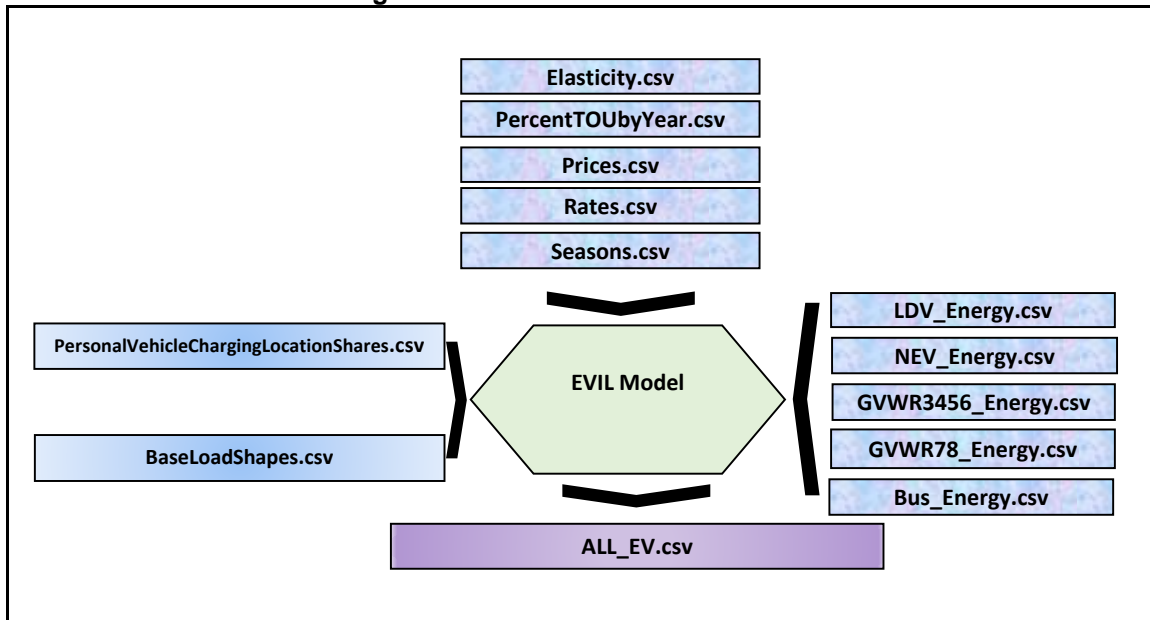 Elasticity.csv
PercentTOUbyYear.csv
Prices.csv
Rates.csv
Seasons.csv
PersonalVehicleChargingLocationShares.csv
BaseLoadShapes.csv
EVIL Model
LDV_Energy.csv
NEV_Energy.csv
GVWR3456_Energy.csv
GVWR78_Energy.csv
Bus_Energy.csv
ALL_EV.csv